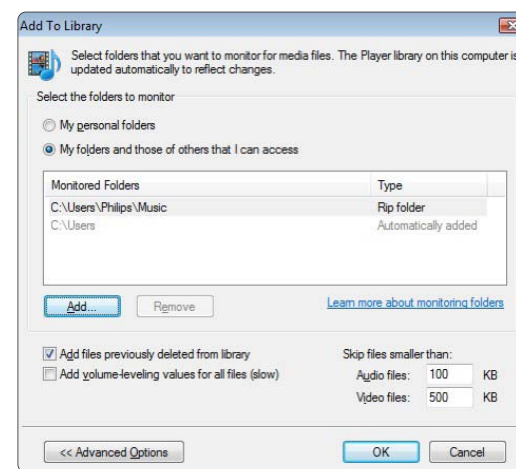 Add To Library
Select folders that you want to monitor for media files. The Player library on this computer is
updated automatically to reflect changes.
Select the folders to monitor
My personal folders
My folders and those of others that I can access
Monitored Folders Type
C:\Users\Philips\Music Rip folder
C:\Users Automatically added
Add... Remove Learn more about monitoring folders
Add files previously deleted from library Skip files smaller than:
Add volume-leveling values for all files (slow) Audio files: 100 KB
Video files: 500 KB
<< Advanced Options OK Cancel